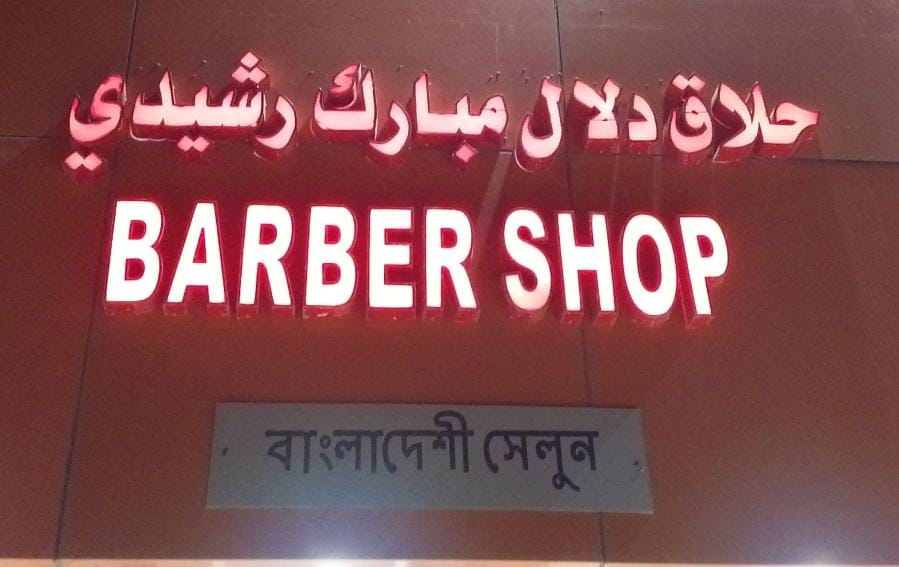 حلاق دلال مبارك رشيدي
BARBER SHOP
বাংলাদেশী সেলুন